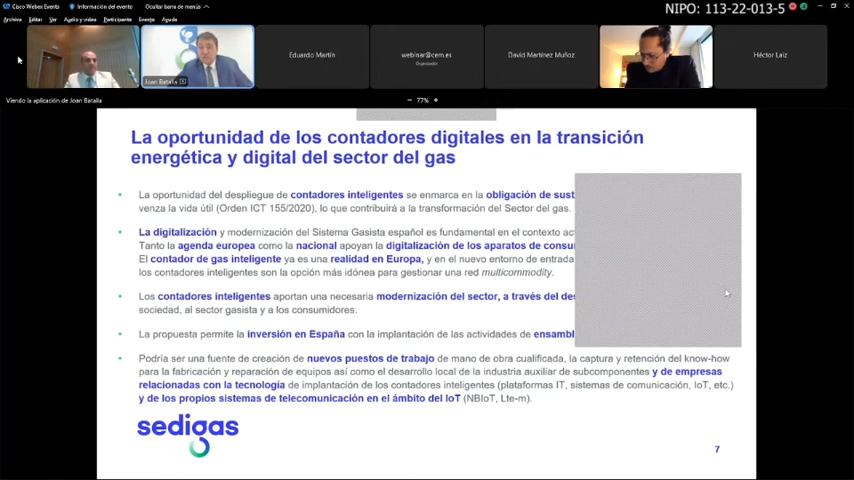 Cisco Webex Events
Información del evento
Ocultar barra de menús
NIPO: 113-22-013-5
Archivo Editar Ver Audio y vídeo Participante Evento Ayuda
Joan Batalla
Eduardo Martín
webinar@cem.es
Organizador
David Martínez Muñoz
Héctor Laiz
Viendo la aplicación de Joan Batalla
− 77% +
La oportunidad de los contadores digitales en la transición
energética y digital del sector del gas
• La oportunidad del despliegue de contadores inteligentes se enmarca en la obligación de sust
venza la vida útil (Orden ICT 155/2020), lo que contribuirá a la transformación del Sector del gas.
• La digitalización y modernización del Sistema Gasista español es fundamental en el contexto act
Tanto la agenda europea como la nacional apoyan la digitalización de los aparatos de consu
El contador de gas inteligente ya es una realidad en Europa, y en el nuevo entorno de entrada
los contadores inteligentes son la opción más idónea para gestionar una red multicommodity.
• Los contadores inteligentes aportan una necesaria modernización del sector, a través del des
sociedad, al sector gasista y a los consumidores.
• La propuesta permite la inversión en España con la implantación de las actividades de ensambl
• Podría ser una fuente de creación de nuevos puestos de trabajo de mano de obra cualificada, la captura y retención del know-how
para la fabricación y reparación de equipos así como el desarrollo local de la industria auxiliar de subcomponentes y de empresas
relacionadas con la tecnología de implantación de los contadores inteligentes (plataformas IT, sistemas de comunicación, IoT, etc.)
y de los propios sistemas de telecomunicación en el ámbito del IoT (NBIoT, Lte-m).
sedigas
7